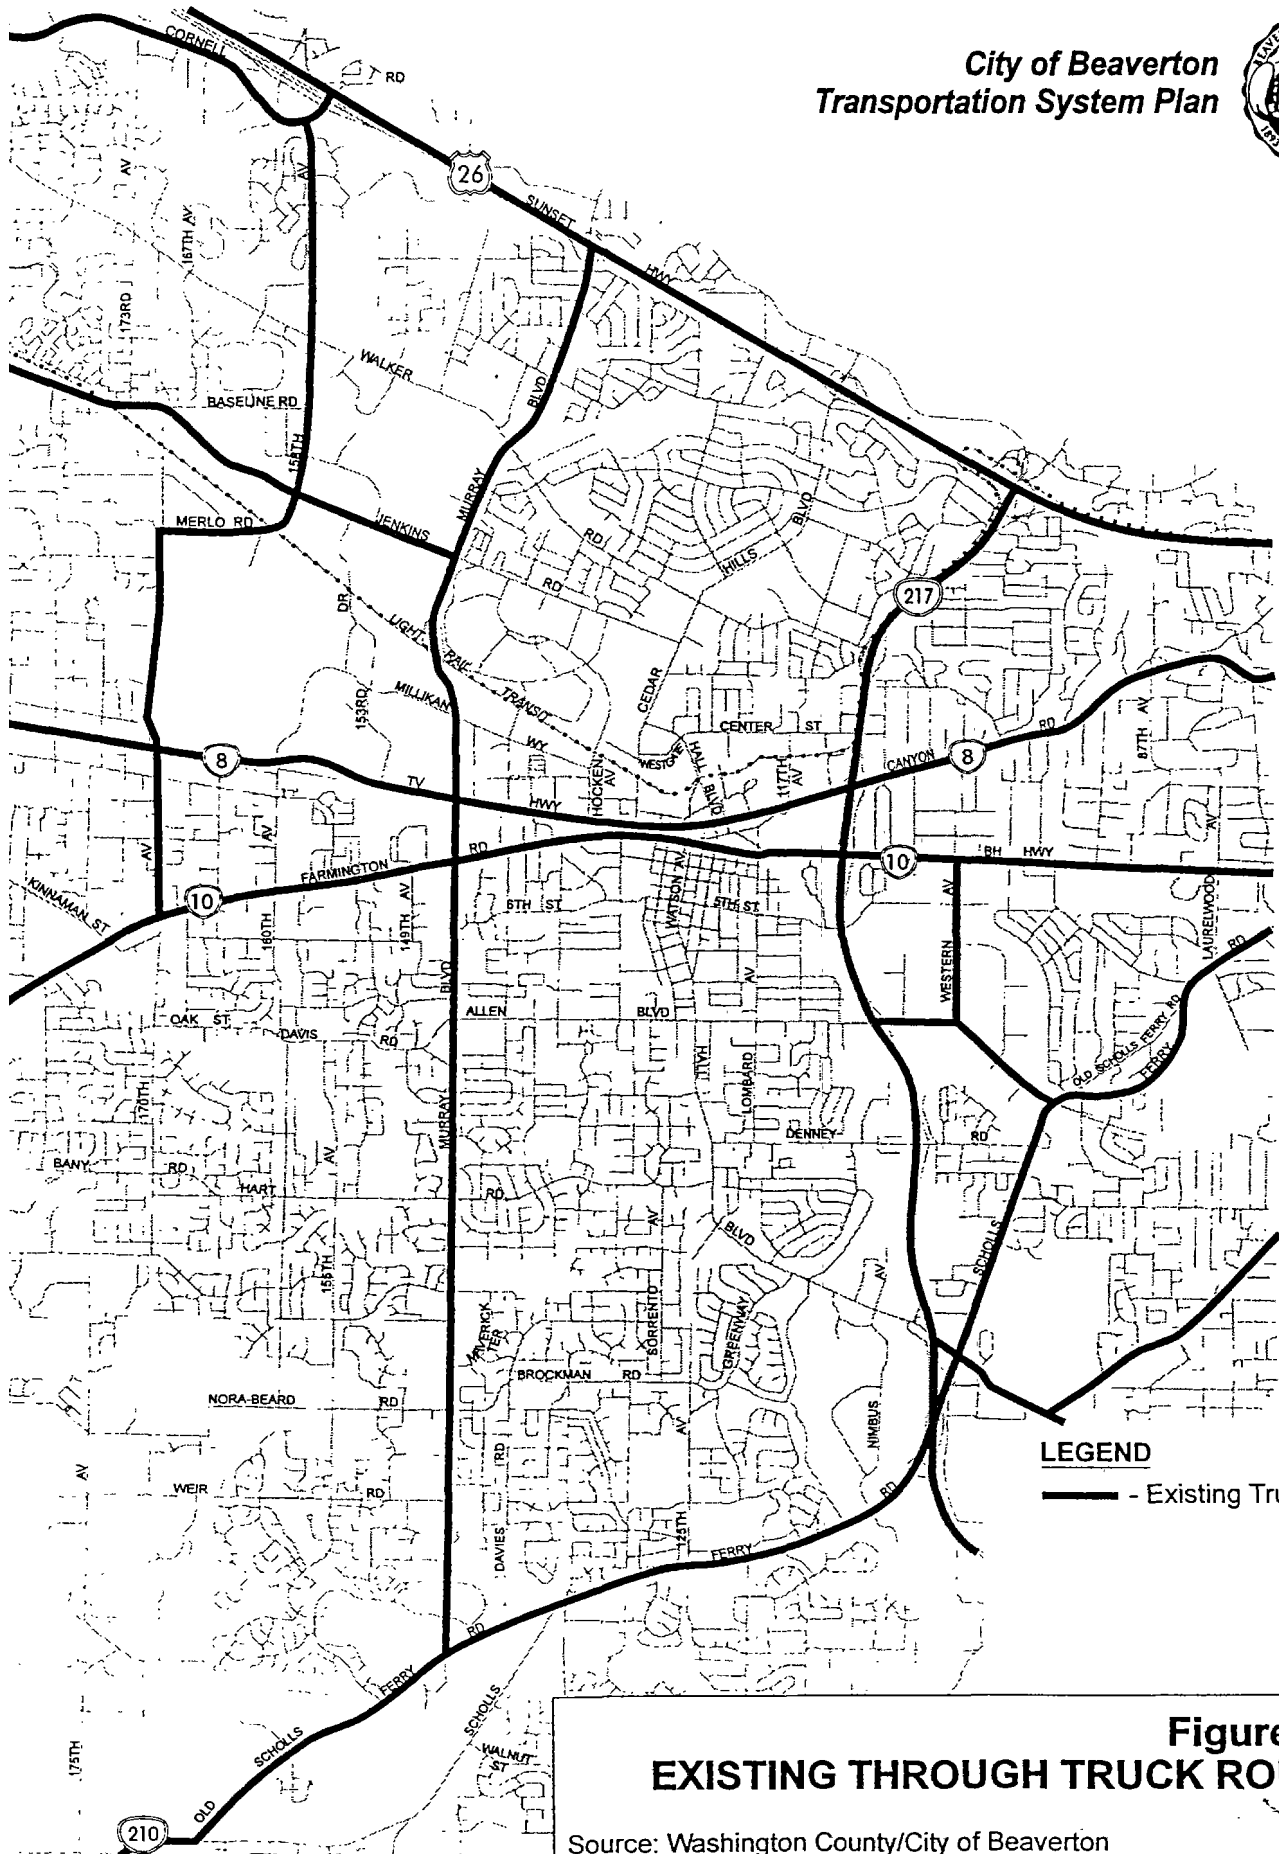 City of Beaverton
Transportation System Plan
CORNELL
RD
26
SUNSET
HWY
AV
AV
167TH AV
173RD
WALKER
BLVD
BASELINE RD
158TH
MURRAY
JENKINS
MERLO RD
BLVD
RD
HILLS
RD
217
DR
LIGHT
RAIL
TRANSIT
MILLIKAN
WY
153RD
CEDAR
CENTER ST
RD
87TH AV
8
WESTGATE
HALL
BLVD
117TH
AV
CANYON
8
HOCKEN
AV
TV
HWY
AV
AV
FARMINGTON
RD
10
BH HWY
AV
KINNAMAN ST
10
160TH
149TH AV
5TH ST
WATSON AV
5TH ST
AV
WESTERN
LAURELWOOD
RD
BLVD
AV
OAK ST
DAVIS
RD
ALLEN
BLVD
HALL
LOMBARD
OLD SCHOLLS FERRY RD
FERRY
170TH
MURRAY
DENNEY
RD
BANY
RD
AV
HART
RD
AV
BLVD
SCHOLLS
155TH
AV
MAVERICK
TER
SORRENTO
GREENWAY
BROCKMAN RD
NORA-BEARD
RD
AV
NIMBUS
LEGEND
- Existing Tru
AV
WEIR
RD
RD
DAVIES
125TH
RD
FERRY
RD
FERRY
SCHOLLS
SCHOLLS
WALNUT
ST
175TH
OLD
210
Figure
EXISTING THROUGH TRUCK RO
Source: Washington County/City of Beaverton